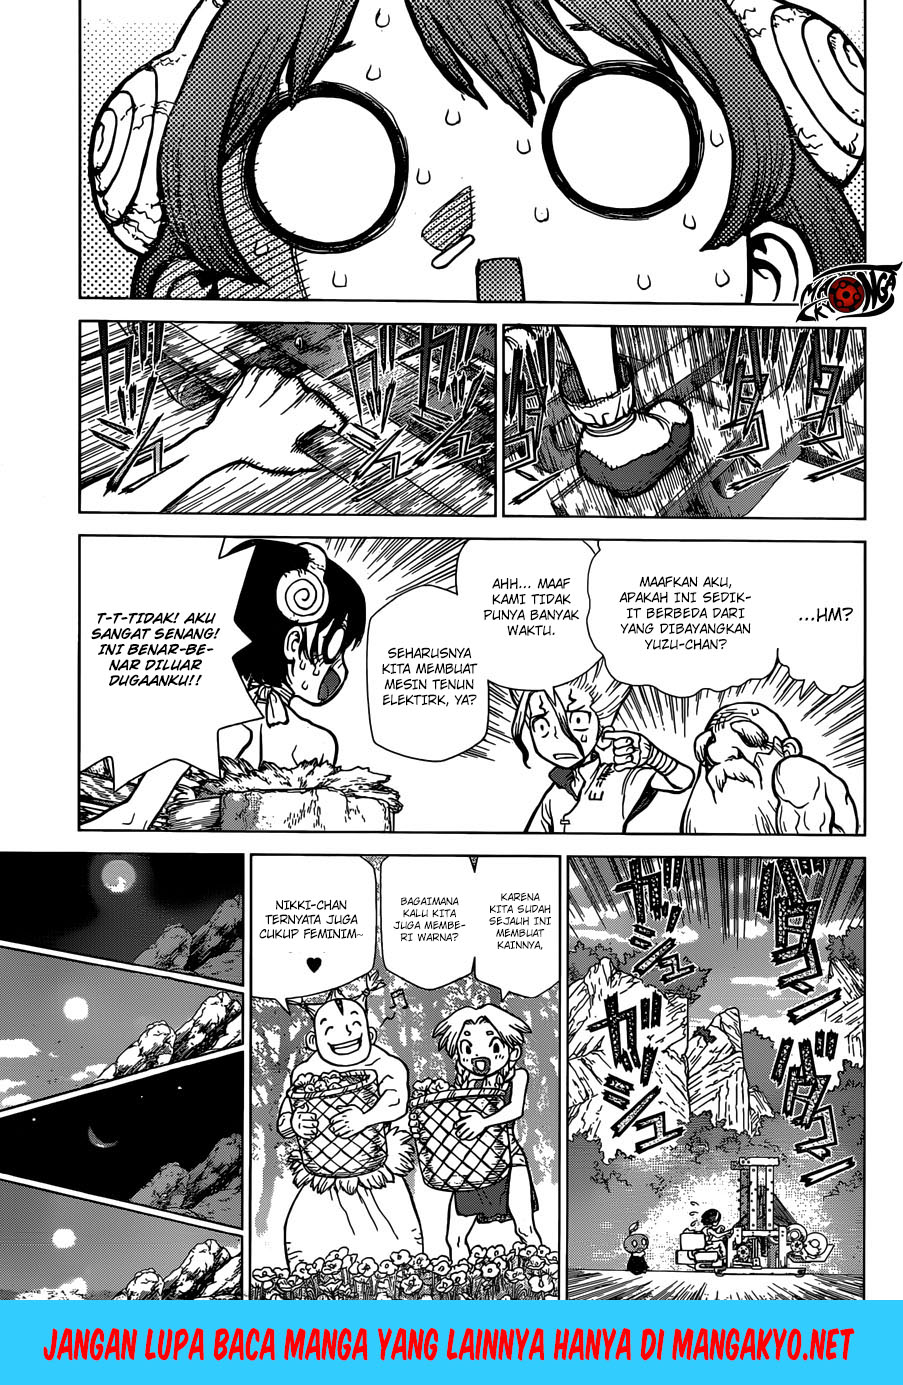 ...HM?
MAAFKAN AKU,
APAKAH INI SEDIK-
IT BERBEDA DARI
YANG DIBAYANGKAN
YUZU-CHAN?
AHH... MAAF
KAMI TIDAK
PUNYA BANYAK
WAKTU.
SEHARUSNYA
KITA MEMBUAT
MESIN TENUN
ELEKTIRK, YA?
T-T-TIDAK! AKU
SANGAT SENANG!
INI BENAR-BE-
NAR DILUAR
DUGAANKU!!
KARENA
KITA SUDAH
SEJAUH INI
MEMBUAT
KAINNYA,
BAGAIMANA
KALU KITA
JUGA MEMBE-
RI WARNA?
NIKKI-CHAN
TERNYATA JUGA
CUKUP FEMINIM~
♥
JANGAN LUPA BACA MANGA YANG LAINNYA HANYA DI MANGAKYO.NET